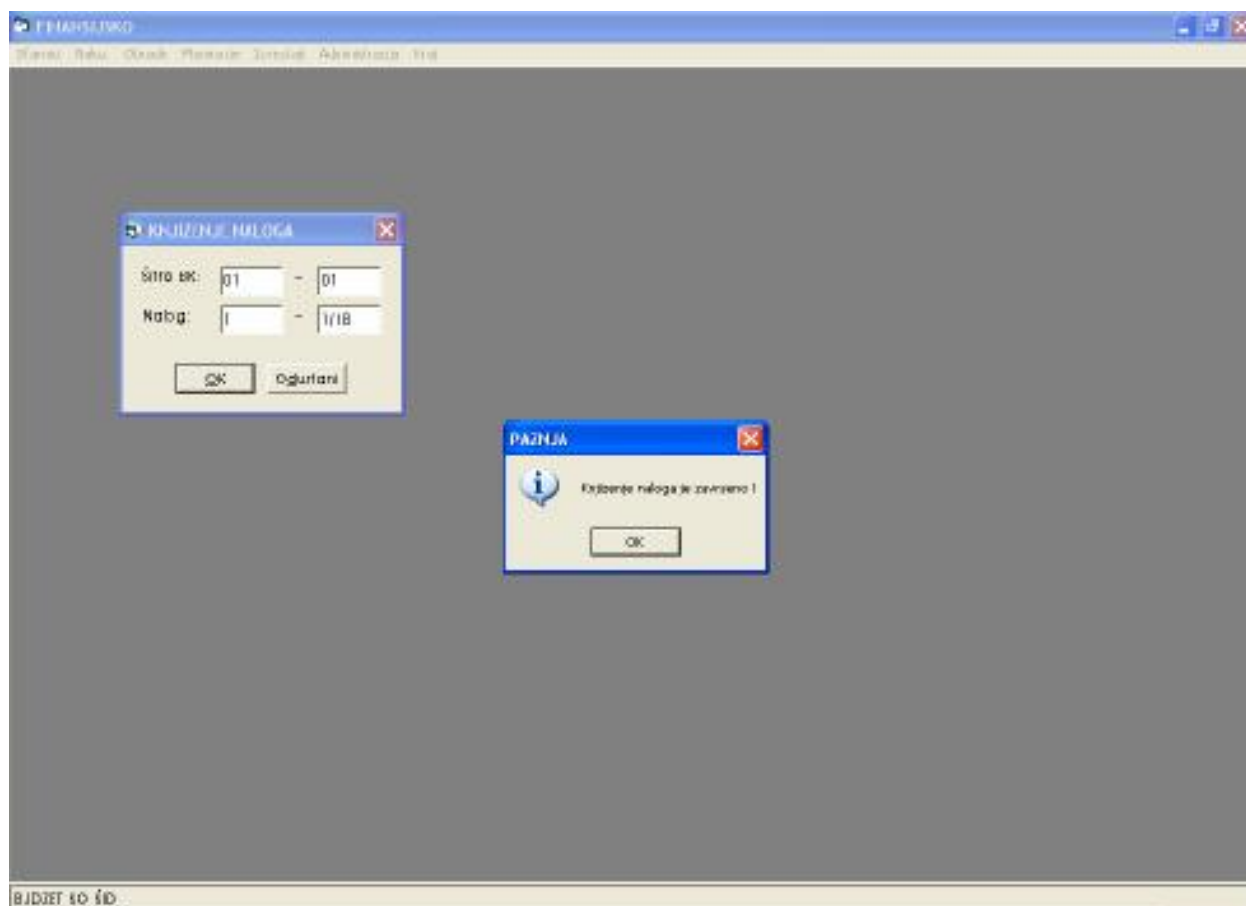 FINANSIJSKO
KNJIZENJE NALOGA
Šifra BK: 01 - 01
Nalog: 1 - 1/18
OK Odustani
PAZNJA
Knjizenje naloga je zavrseno !
OK
BUDZET SO ŠID